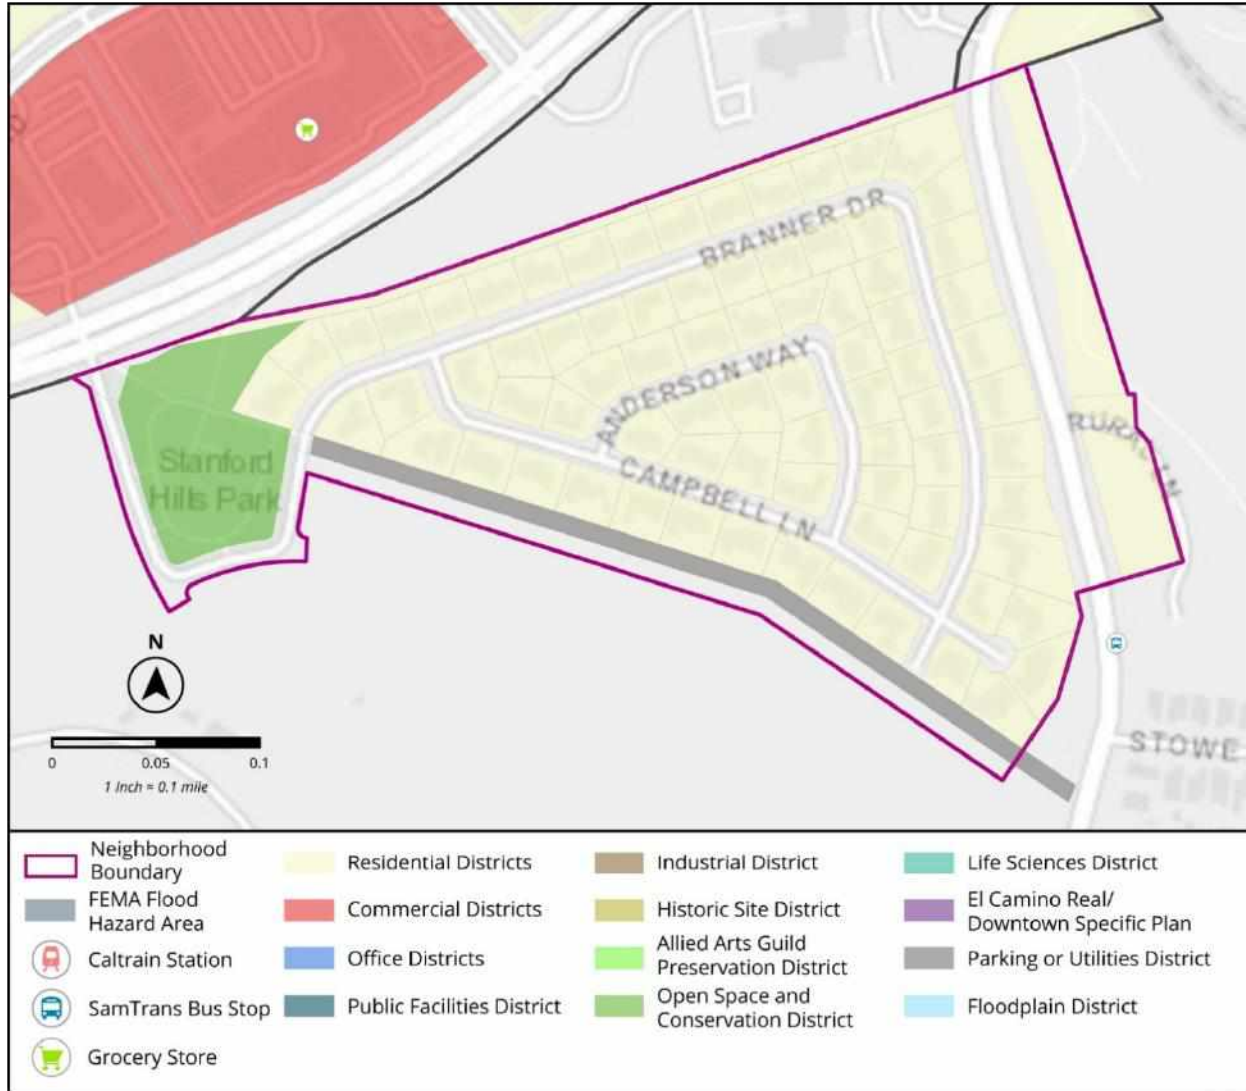 BRANNER DR
ANDERSON WAY
RURAL LN
CAMPBELL LN
Stanford
Hills Park
STOWE
N
0 0.05 0.1
1 Inch = 0.1 mile
Neighborhood
Boundary
FEMA Flood
Hazard Area
Caltrain Station
SamTrans Bus Stop
Grocery Store
Residential Districts
Commercial Districts
Office Districts
Public Facilities District
Industrial District
Historic Site District
Allied Arts Guild
Preservation District
Open Space and
Conservation District
Life Sciences District
El Camino Real/
Downtown Specific Plan
Parking or Utilities District
Floodplain District